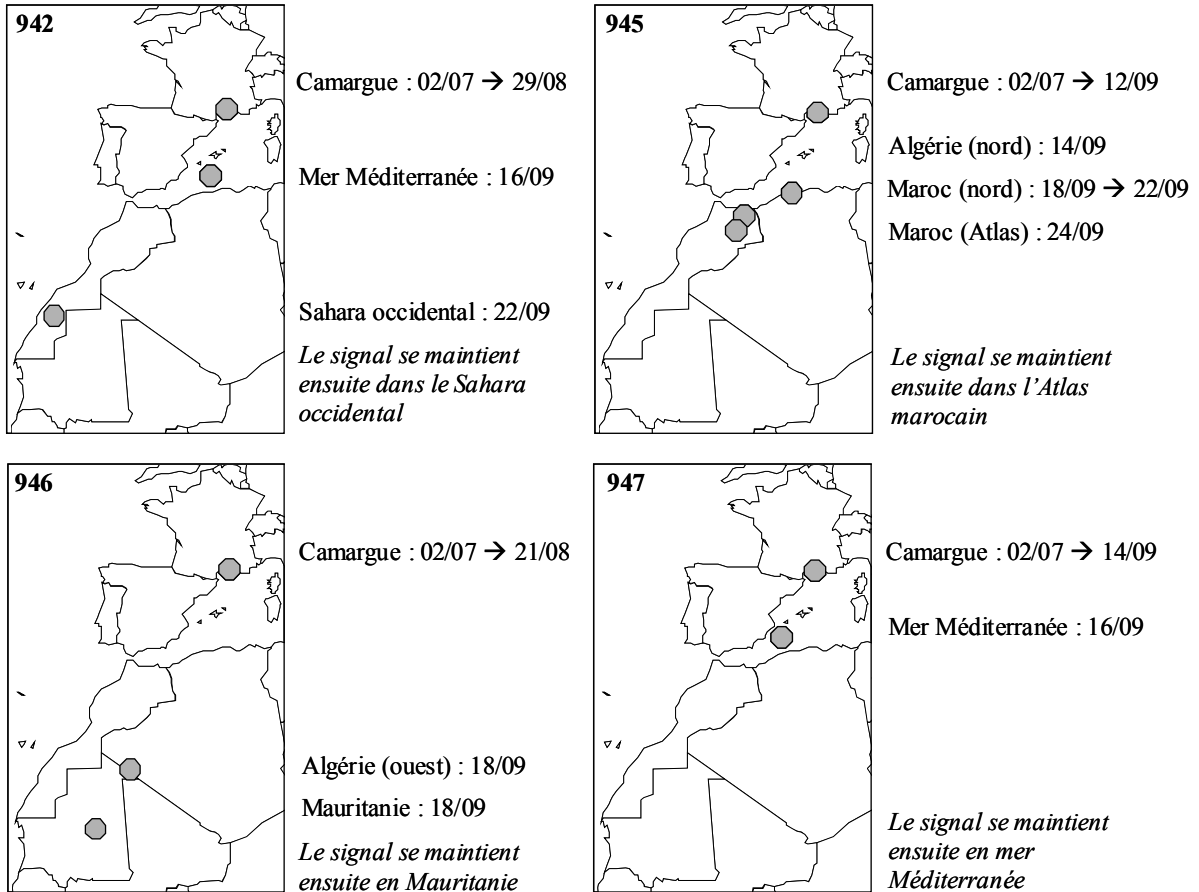 942
Camargue : 02/07 → 29/08
Mer Méditerranée : 16/09
Sahara occidental : 22/09
Le signal se maintient
ensuite dans le Sahara
occidental
945
Camargue : 02/07 → 12/09
Algérie (nord) : 14/09
Maroc (nord) : 18/09 → 22/09
Maroc (Atlas) : 24/09
Le signal se maintient
ensuite dans l'Atlas
marocain
946
Camargue : 02/07 → 21/08
Algérie (ouest) : 18/09
Mauritanie : 18/09
Le signal se maintient
ensuite en Mauritanie
947
Camargue : 02/07 → 14/09
Mer Méditerranée : 16/09
Le signal se maintient
ensuite en mer
Méditerranée